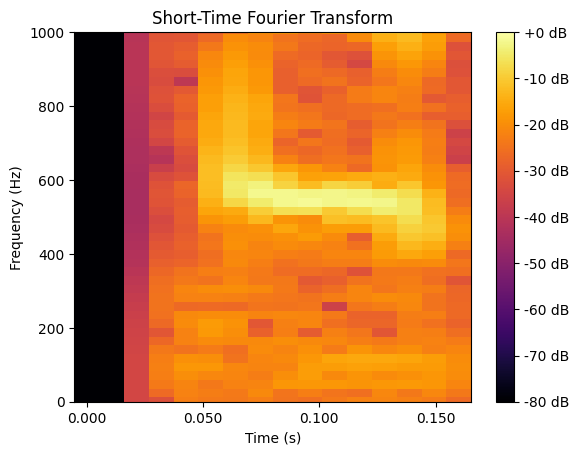 Short-Time Fourier Transform
1000
800
600
400
200
0
Frequency (Hz)
0.000
0.050
0.100
0.150
Time (s)
+0 dB
-10 dB
-20 dB
-30 dB
-40 dB
-50 dB
-60 dB
-70 dB
-80 dB